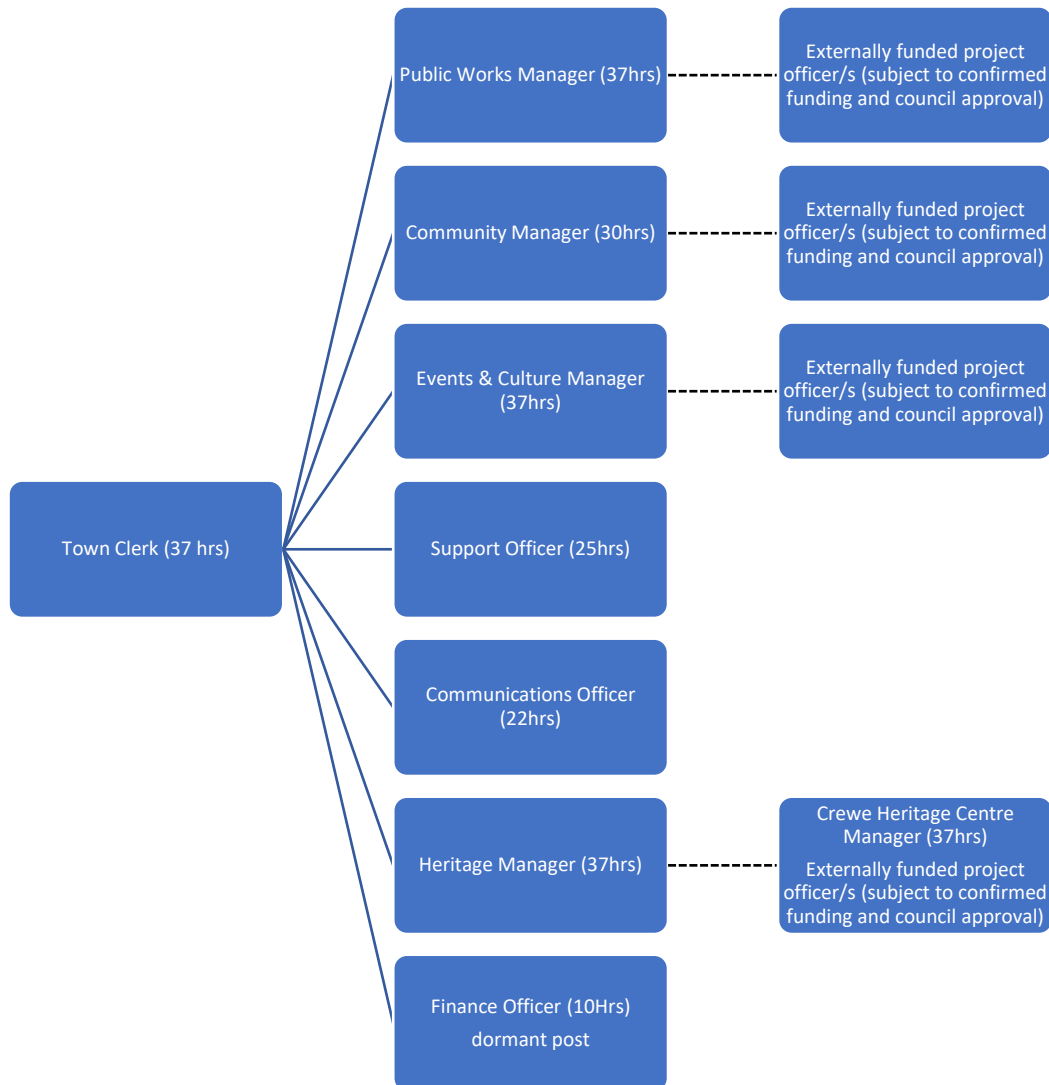 Public Works Manager (37hrs)
Externally funded project
officer/s (subject to confirmed
funding and council approval)
Community Manager (30hrs)
Externally funded project
officer/s (subject to confirmed
funding and council approval)
Events & Culture Manager
(37hrs)
Externally funded project
officer/s (subject to confirmed
funding and council approval)
Town Clerk (37 hrs)
Support Officer (25hrs)
Communications Officer
(22hrs)
Heritage Manager (37hrs)
Crewe Heritage Centre
Manager (37hrs)
Externally funded project
officer/s (subject to confirmed
funding and council approval)
Finance Officer (10Hrs)
dormant post